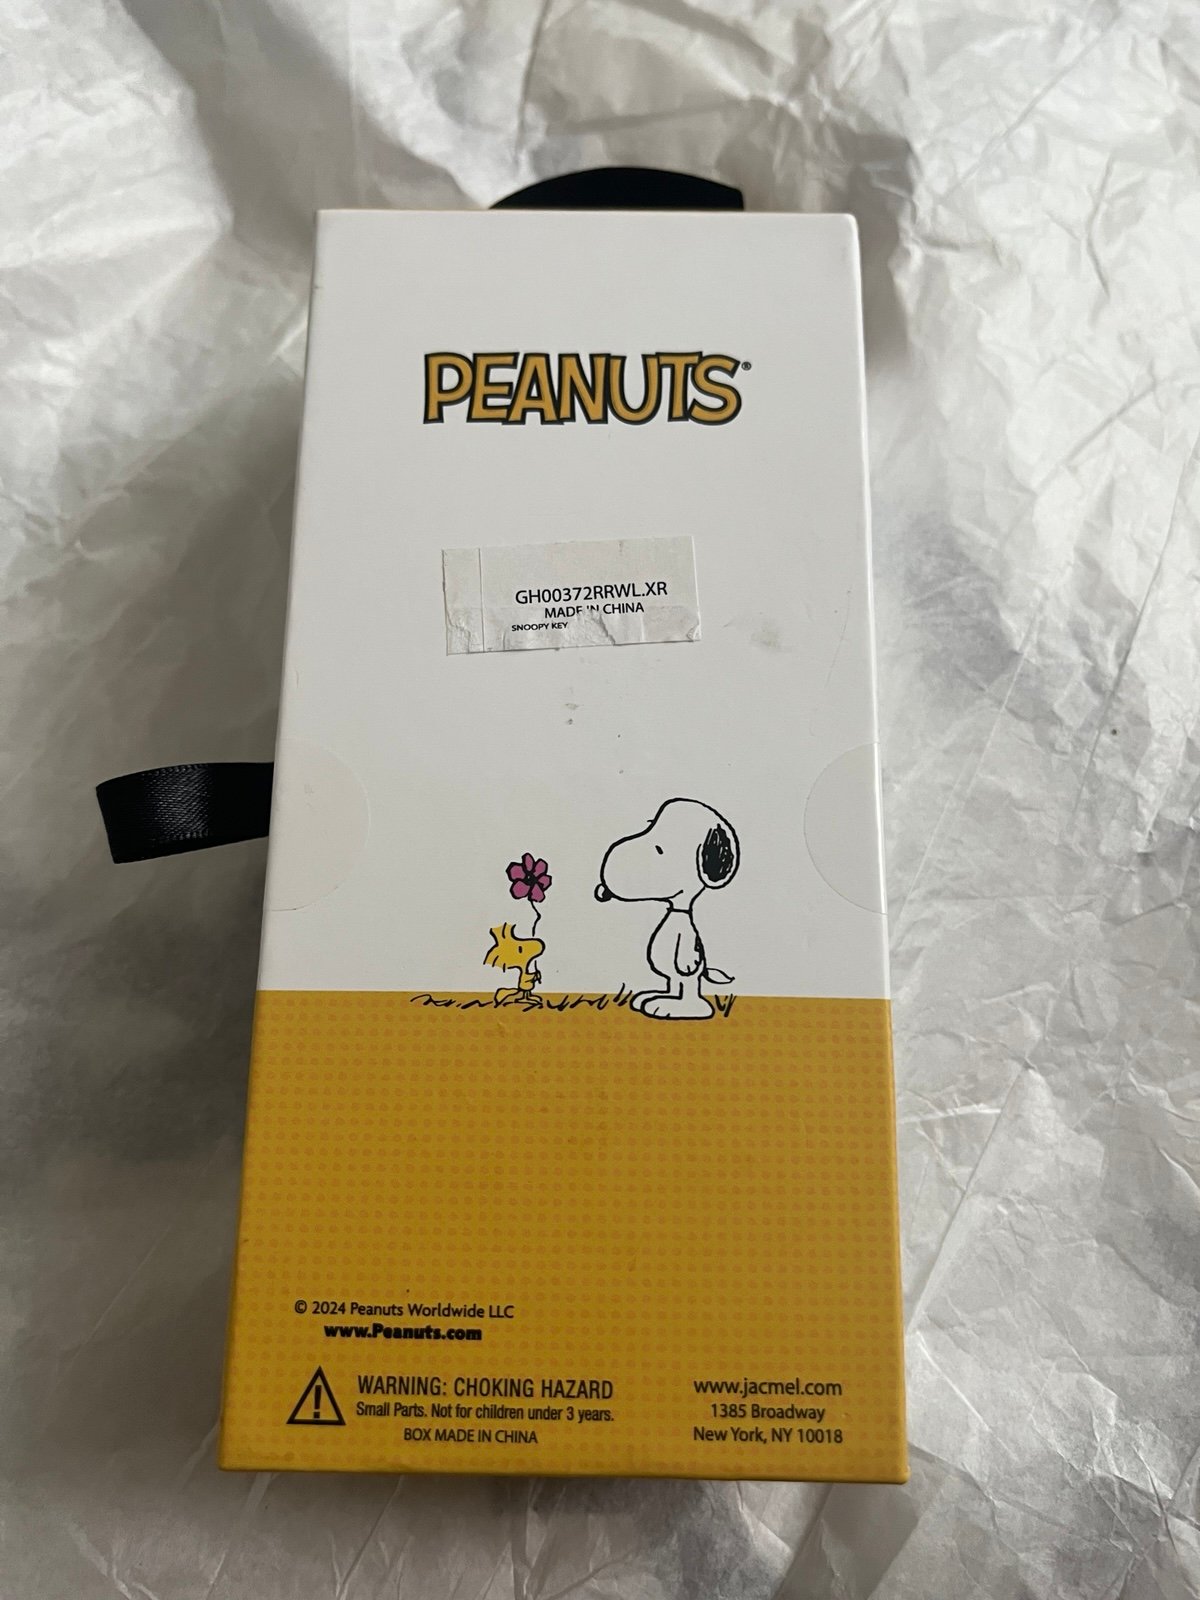 PEANUTS®
GH00372RRWL.XR
MADE IN CHINA
SNOOPY KEY
© 2024 Peanuts Worldwide LLC
www.Peanuts.com
WARNING: CHOKING HAZARD
Small Parts. Not for children under 3 years.
BOX MADE IN CHINA
www.jacmel.com
1385 Broadway
New York, NY 10018